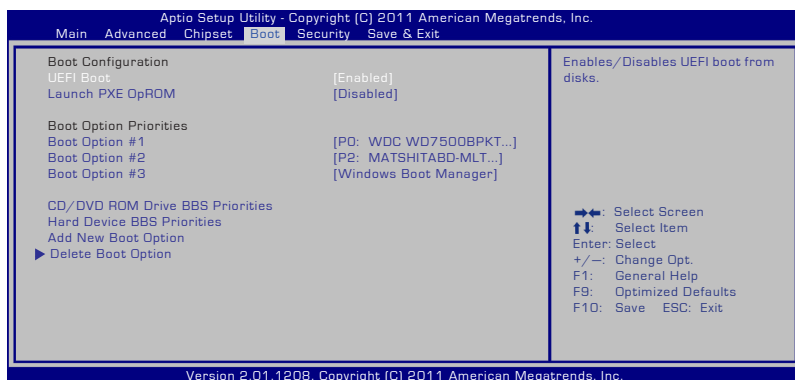 Aptio Setup Utility - Copyright (C) 2011 American Megatrends, Inc.
Main Advanced Chipset Boot Security Save & Exit
Boot Configuration
UEFI Boot [Enabled]
Launch PXE OpROM [Disabled]
Boot Option Priorities
Boot Option #1 [P0: WDC WD7500BPKT...]
Boot Option #2 [P2: MATSHITABD-MLT...]
Boot Option #3 [Windows Boot Manager]
CD/DVD ROM Drive BBS Priorities
Hard Device BBS Priorities
Add New Boot Option
Delete Boot Option
Enables/Disables UEFI boot from
disks.
→←: Select Screen
↑↓: Select Item
Enter: Select
+/—: Change Opt.
F1: General Help
F9: Optimized Defaults
F10: Save ESC: Exit
Version 2.01.1208. Copyright (C) 2011 American Megatrends, Inc.